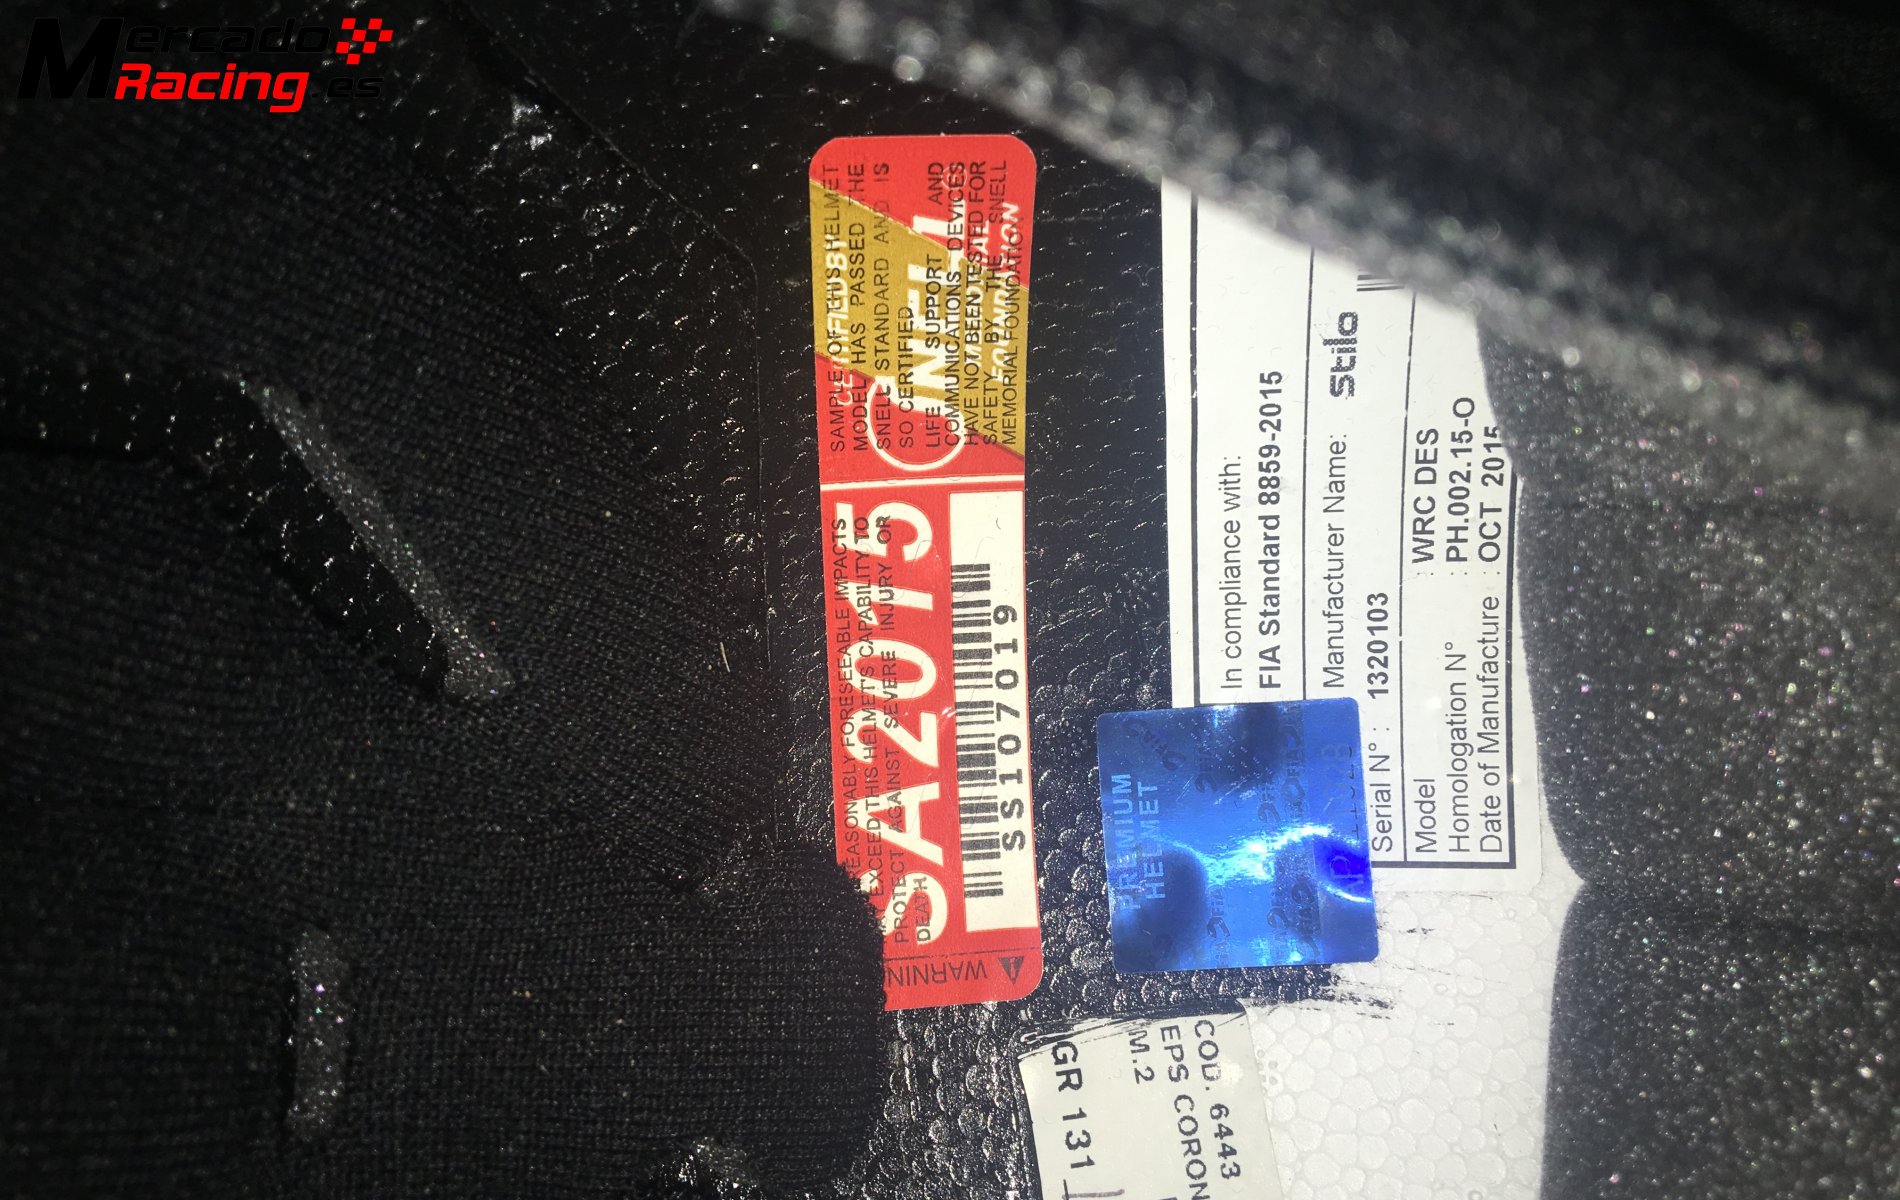 Mercado
Racing.es
SAMPLE OF THIS HELMET
MODEL HAS PASSED THE
SNELL STANDARD AND IS
SO CERTIFIED.
LIFE SUPPORT AND
COMMUNICATIONS DEVICES
HAVE NOT BEEN TESTED FOR
SAFETY BY THE SNELL
MEMORIAL FOUNDATION
SA2015
REASONABLY FORESEEABLE IMPACTS
MAY EXCEED THIS HELMET'S CAPABILITY TO
PROTECT AGAINST SEVERE INJURY OR
DEATH
SS107019
In compliance with:
FIA Standard 8859-2015
Manufacturer Name: Stilo
Serial N° : 1320103
Model : WRC DES
Homologation N° : PH.002.15-O
Date of Manufacture : OCT 2015
PREMIUM
HELMET
COD. 6443
EPS CORON
M.2
GR 131